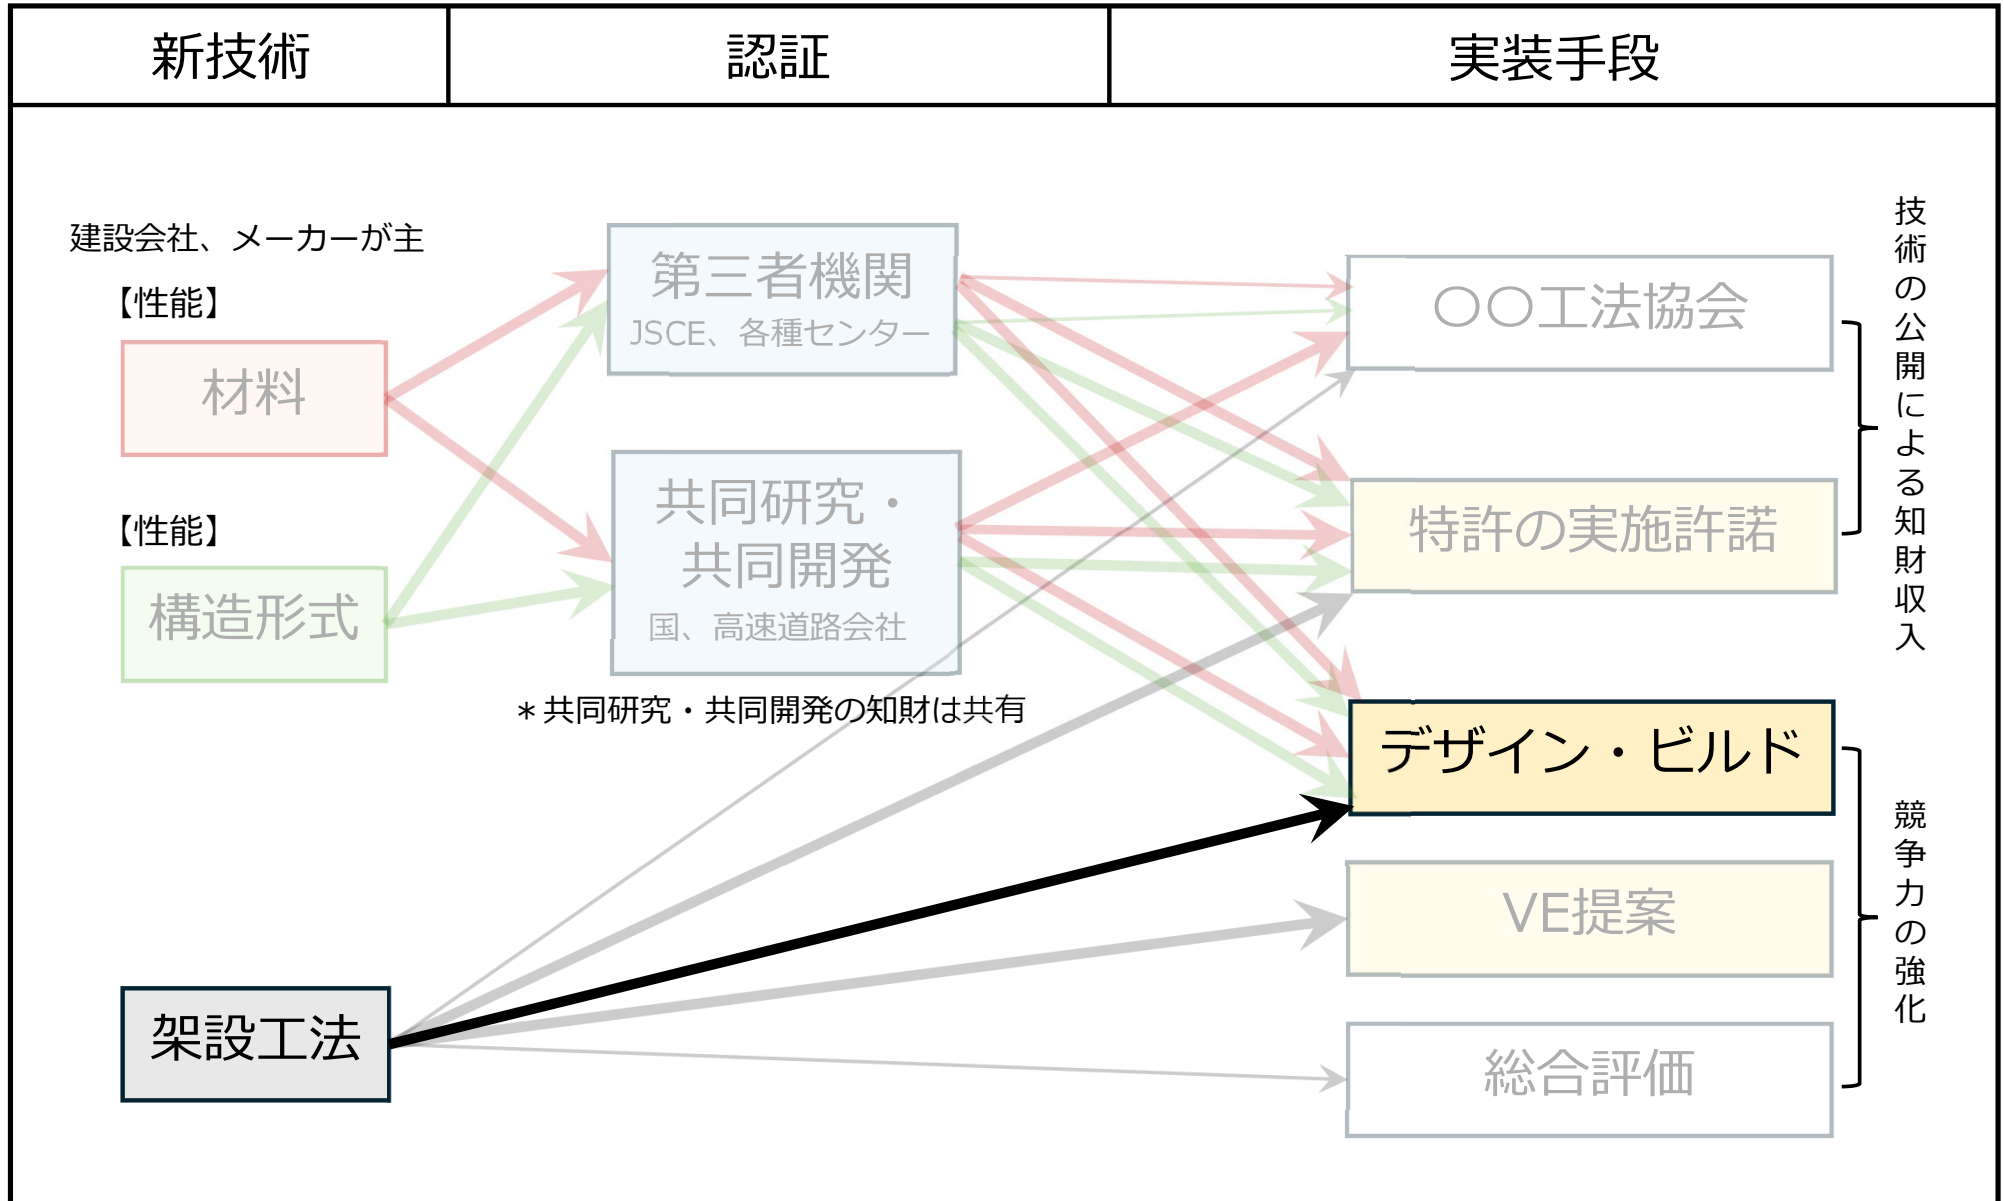 新技術
認証
実装手段
建設会社、メーカーが主
【性能】
材料
【性能】
構造形式
架設工法
第三者機関
JSCE、各種センター
共同研究・
共同開発
国、高速道路会社
＊共同研究・共同開発の知財は共有
〇〇工法協会
特許の実施許諾
デザイン・ビルド
VE提案
総合評価
技術の公開による知財収入
競争力の強化